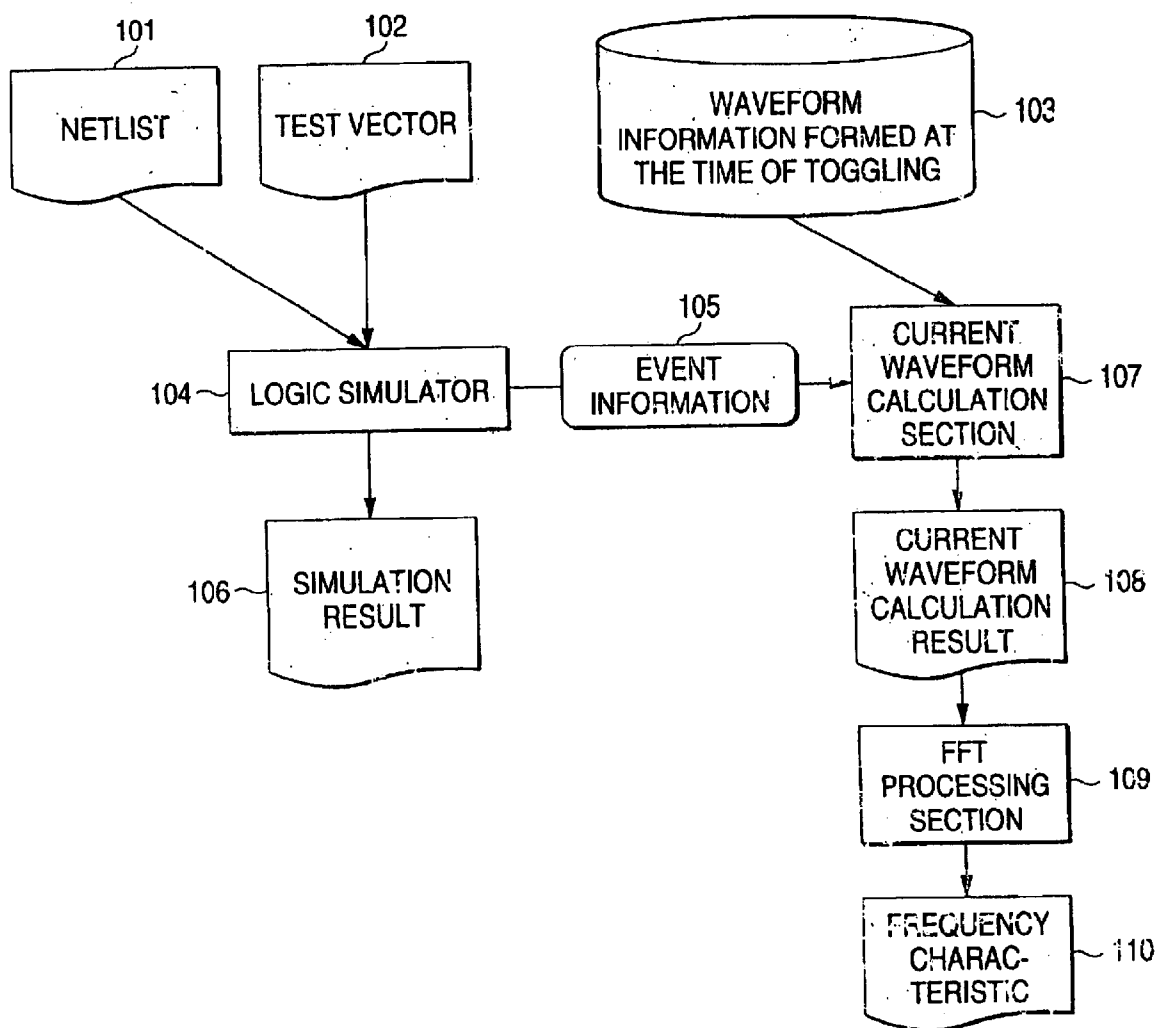 101
NETLIST
102
TEST VECTOR
WAVEFORM
INFORMATION FORMED AT
THE TIME OF TOGGLING
103
104
LOGIC SIMULATOR
105
EVENT
INFORMATION
CURRENT
WAVEFORM
CALCULATION
SECTION
107
106
SIMULATION
RESULT
CURRENT
WAVEFORM
CALCULATION
RESULT
108
FFT
PROCESSING
SECTION
109
FREQUENCY
CHARAC-
TERISTIC
110